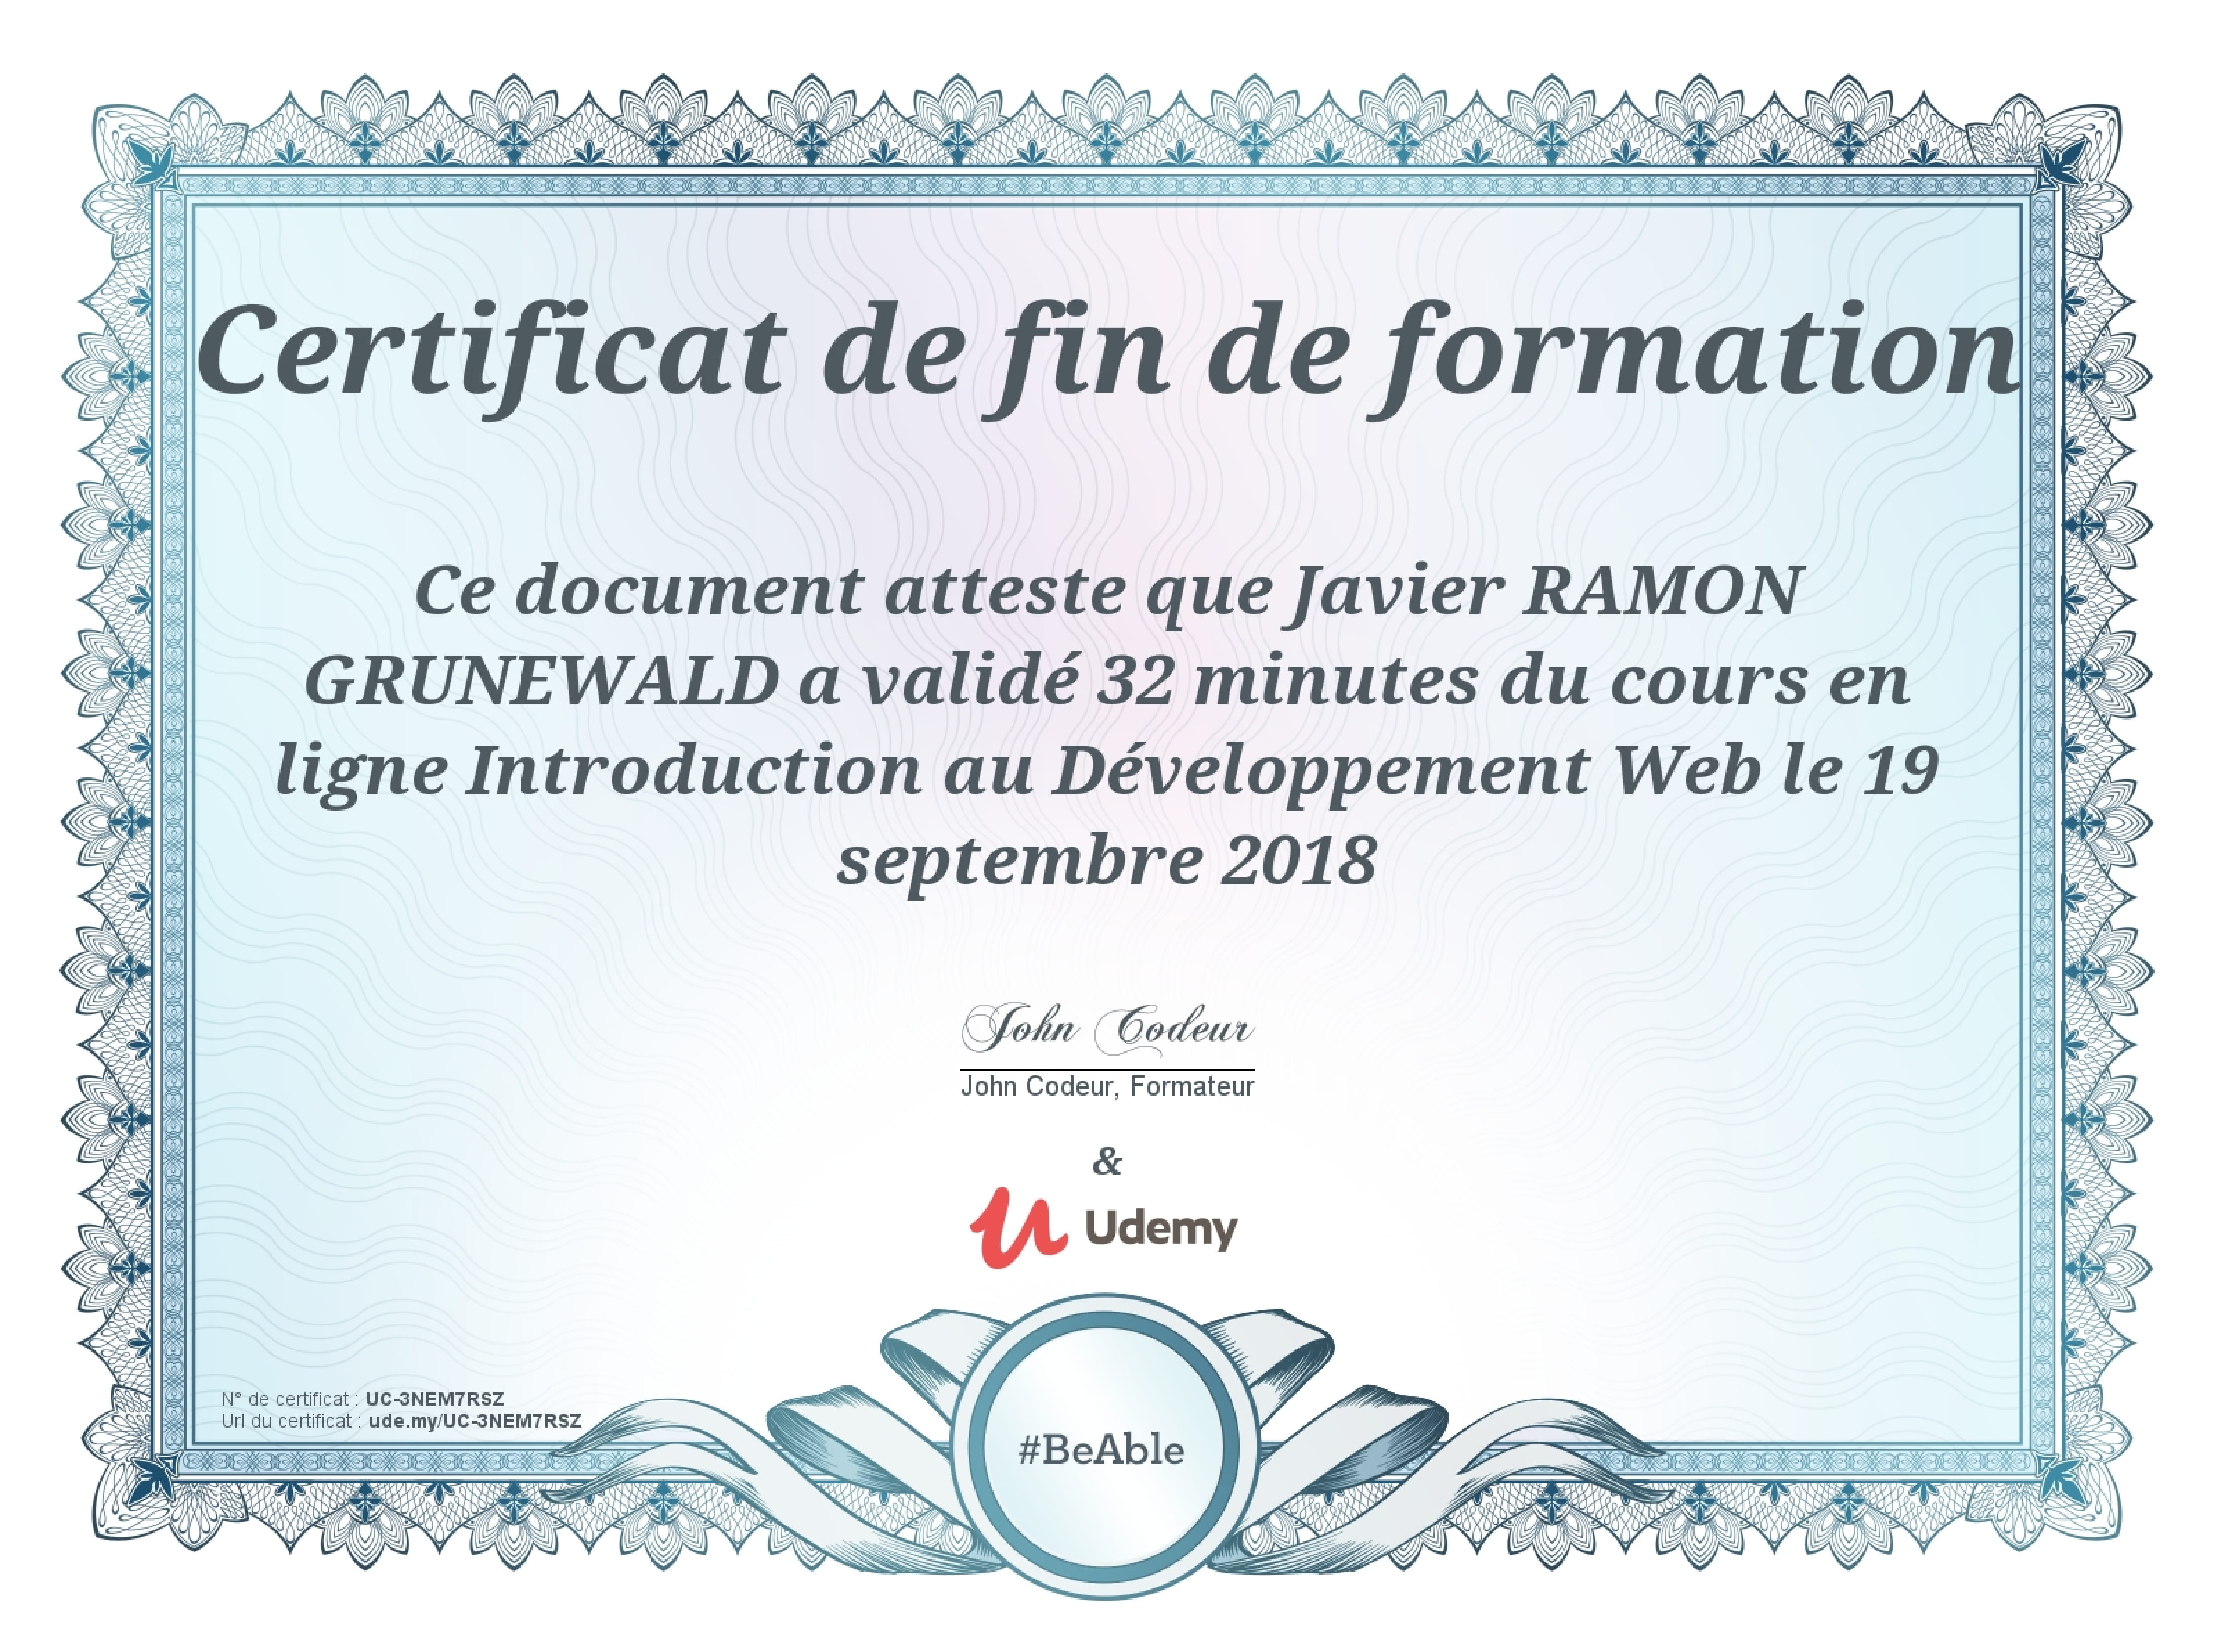 Certificat de fin de formation
Ce document atteste que Javier RAMON
GRUNEWALD a validé 32 minutes du cours en
ligne Introduction au Développement Web le 19
septembre 2018
John Codeur
John Codeur, Formateur
&
Udemy
N° de certificat : UC-3NEM7RSZ
Url du certificat : ude.my/UC-3NEM7RSZ
#BeAble